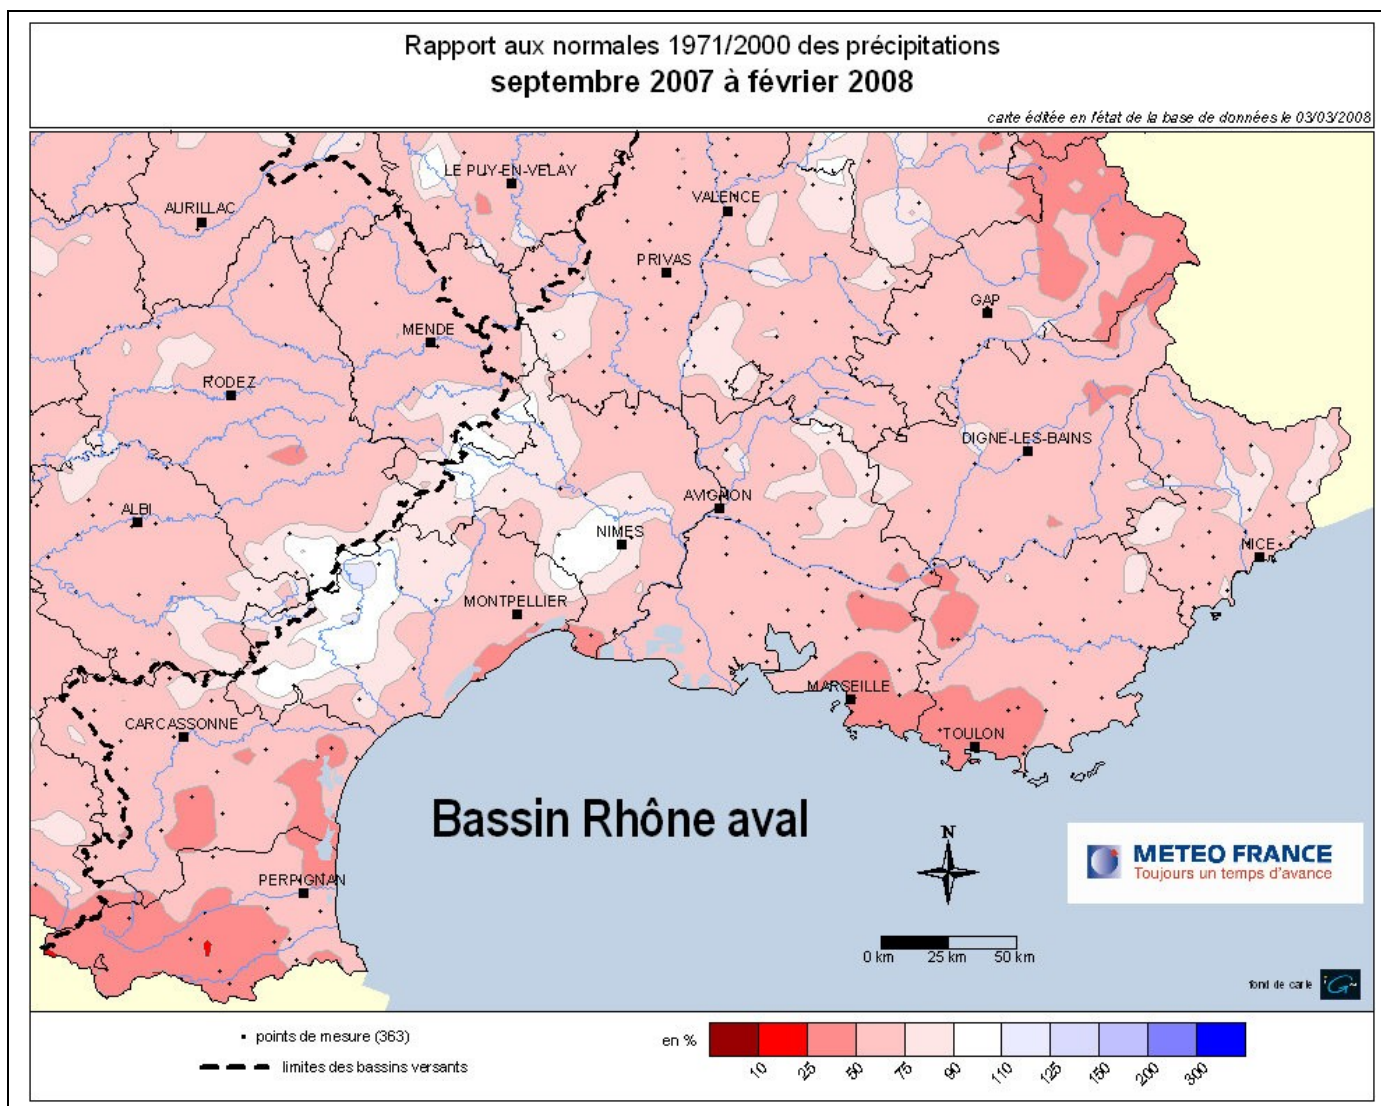 Rapport aux normales 1971/2000 des précipitations
septembre 2007 à février 2008
carte éditée en l'état de la base de données le 03/03/2008
LE PUY-EN-VELAY
AURILLAC
VALENCE
PRIVAS
GAP
MENDE
RODEZ
DIGNE-LES-BAINS
AVIGNON
ALBI
NIMES
NICE
MONTPELLIER
MARSEILLE
CARCASSONNE
TOULON
Bassin Rhône aval
N
METEO FRANCE
Toujours un temps d'avance
PERPIGNAN
0 km 25 km 50 km
fond de carte
points de mesure (363)
limites des bassins versants
en %
10 25 50 75 90 110 125 150 200 300